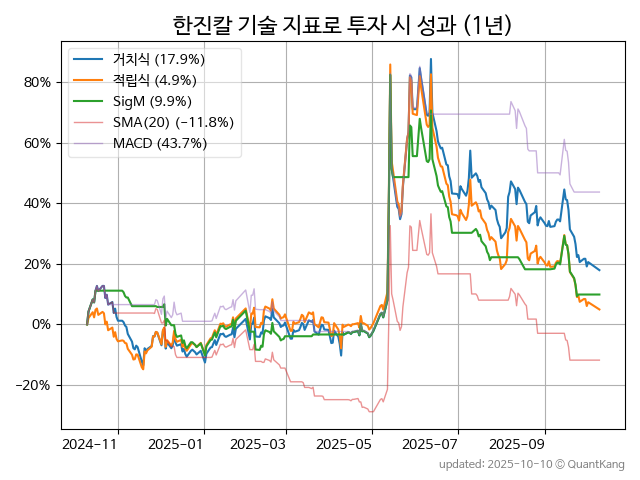 한진칼 기술 지표로 투자 시 성과 (1년)
거치식 (17.9%)
적립식 (4.9%)
SigM (9.9%)
SMA(20) (−11.8%)
MACD (43.7%)
80%
60%
40%
20%
0%
−20%
2024-11
2025-01
2025-03
2025-05
2025-07
2025-09
updated: 2025-10-10 © QuantKang